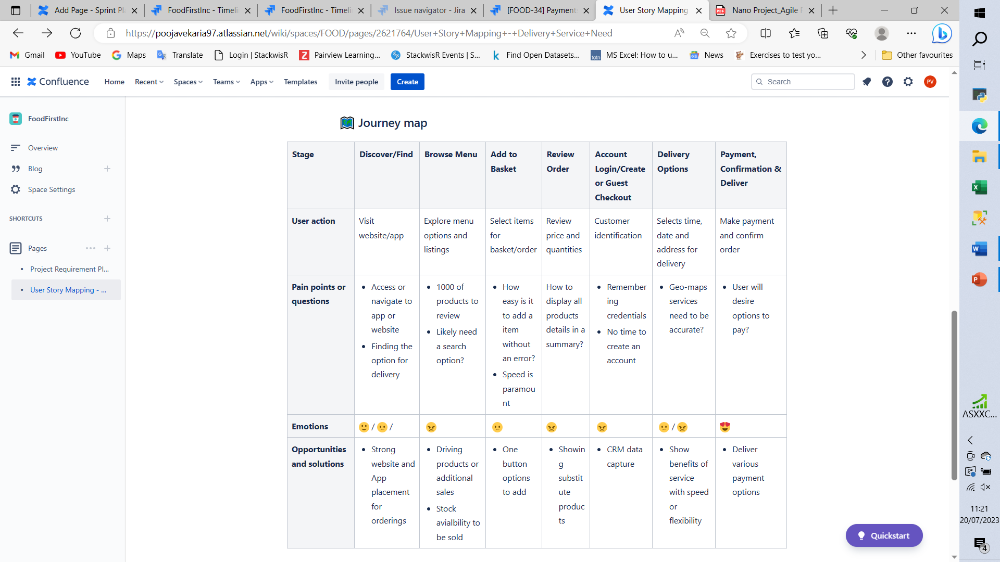 Add Page - Sprint Pl
FoodFirstInc - Timeli
FoodFirstInc - Timeli
Issue navigator - Jira
[FOOD-34] Payment
User Story Mapping
Nano Project_Agile
https://poojavekaria97.atlassian.net/wiki/spaces/FOOD/pages/2621764/User+Story+Mapping+-+Delivery+Service+Need
Gmail
YouTube
Maps
Translate
Login | StackwisR
Pairview Learning...
StackwisR Events | S...
Find Open Datasets...
MS Excel: How to u...
News
Exercises to test yo...
Other favourites
Confluence
Home
Recent
Spaces
Teams
Apps
Templates
Invite people
Create
Search
PV
FoodFirstInc
Overview
Blog
Space Settings
SHORTCUTS
Pages
Project Requirement Pl...
User Story Mapping - ...
Journey map
Stage
Discover/Find
Browse Menu
Add to
Basket
Review
Order
Account
Login/Create
or Guest
Checkout
Delivery
Options
Payment,
Confirmation &
Deliver
User action
Visit
website/app
Explore menu
options and
listings
Select items
for
basket/order
Review
price and
quantities
Customer
identification
Selects time,
date and
address for
delivery
Make payment
and confirm
order
Pain points or
questions
• Access or
navigate to
app or
website
• Finding the
option for
delivery
• 1000 of
products to
review
• Likely need
a search
option?
• How
easy is it
to add a
item
without
an error?
• Speed is
paramou
nt
How to
display all
products
details in a
summary?
• Remember
ing
credentials
• No time to
create an
account
• Geo-maps
services
need to be
accurate?
• User will
desire
options to
pay?
Emotions
🙂 / 😕 /
😠
😕
😠
😠
😕 / 😠
😍
Opportunities
and solutions
• Strong
website and
App
placement
for
orderings
• Driving
products or
additional
sales
• Stock
avialbility to
be sold
• One
button
options
to add
• Showin
g
substit
ute
produc
ts
• CRM data
capture
• Show
benefits of
service
with speed
or
flexibility
• Deliver
various
payment
options
Quickstart
ASXXC...
11:21
20/07/2023
4